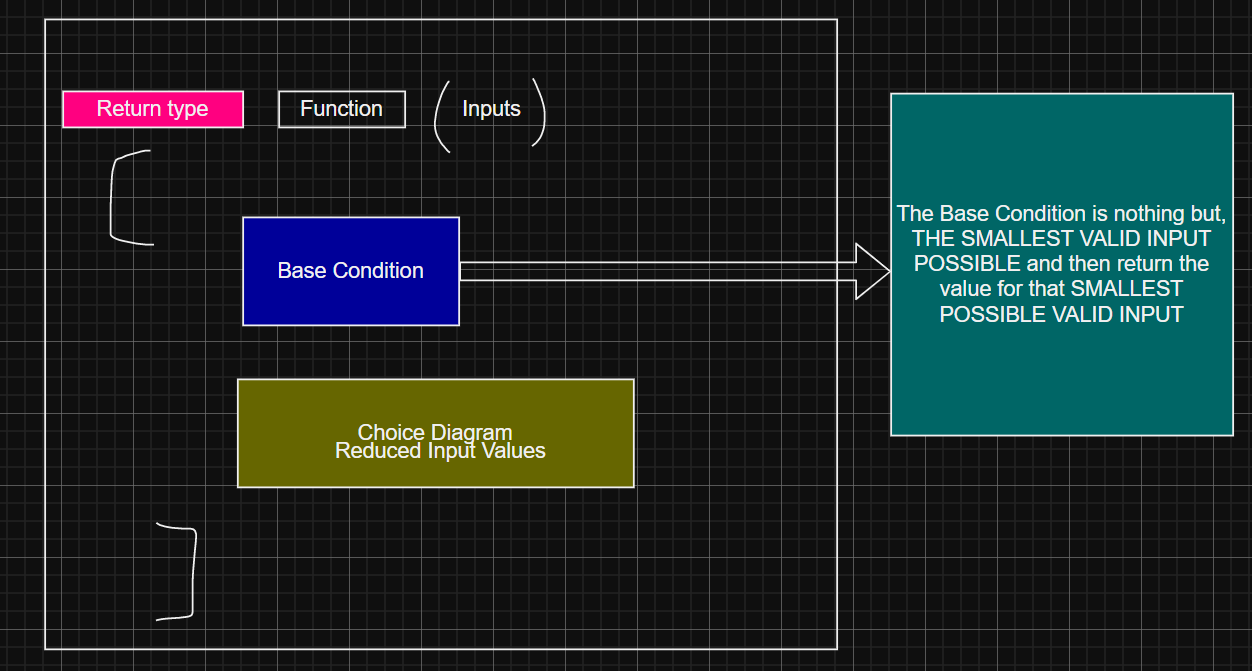 Return type
Function
Inputs
Base Condition
The Base Condition is nothing but,
THE SMALLEST VALID INPUT
POSSIBLE and then return the
value for that SMALLEST
POSSIBLE VALID INPUT
Choice Diagram
Reduced Input Values